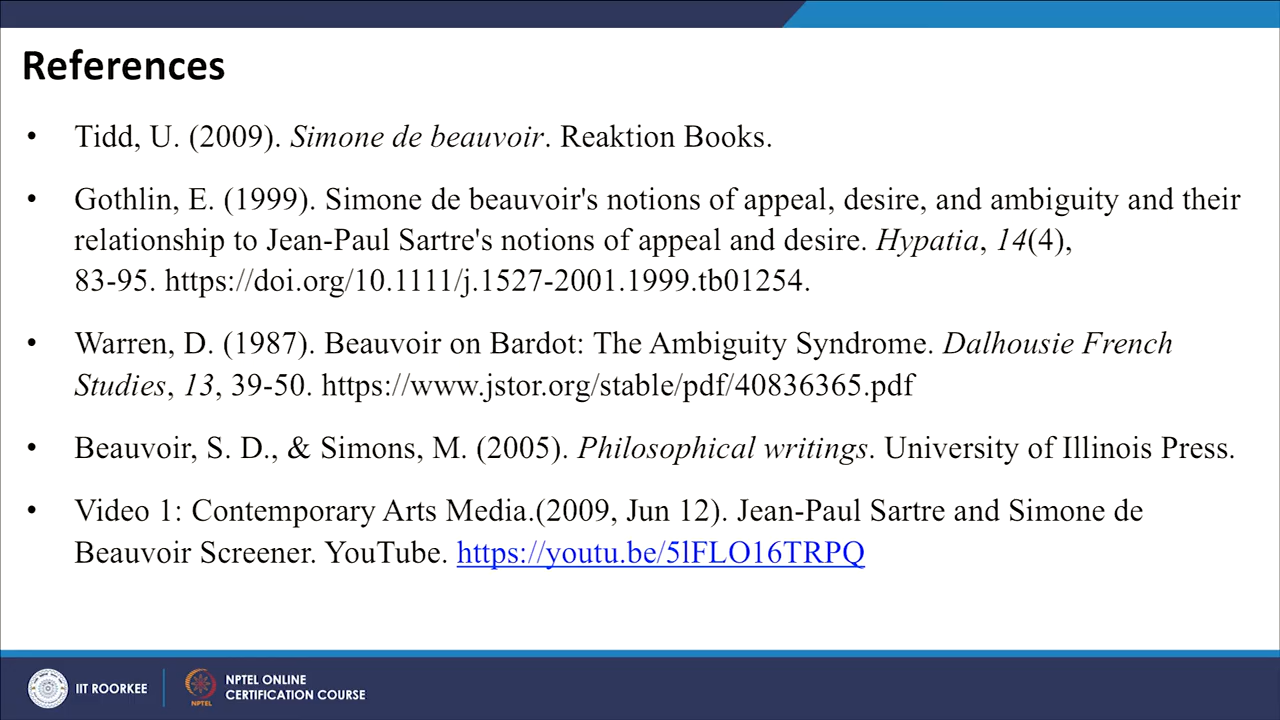 References
• Tidd, U. (2009). Simone de beauvoir. Reaktion Books.
• Gothlin, E. (1999). Simone de beauvoir's notions of appeal, desire, and ambiguity and their
relationship to Jean-Paul Sartre's notions of appeal and desire. Hypatia, 14(4),
83-95. https://doi.org/10.1111/j.1527-2001.1999.tb01254.
• Warren, D. (1987). Beauvoir on Bardot: The Ambiguity Syndrome. Dalhousie French
Studies, 13, 39-50. https://www.jstor.org/stable/pdf/40836365.pdf
• Beauvoir, S. D., & Simons, M. (2005). Philosophical writings. University of Illinois Press.
• Video 1: Contemporary Arts Media.(2009, Jun 12). Jean-Paul Sartre and Simone de
Beauvoir Screener. YouTube. https://youtu.be/5lFLO16TRPQ
IIT ROORKEE
NPTEL
NPTEL ONLINE
CERTIFICATION COURSE